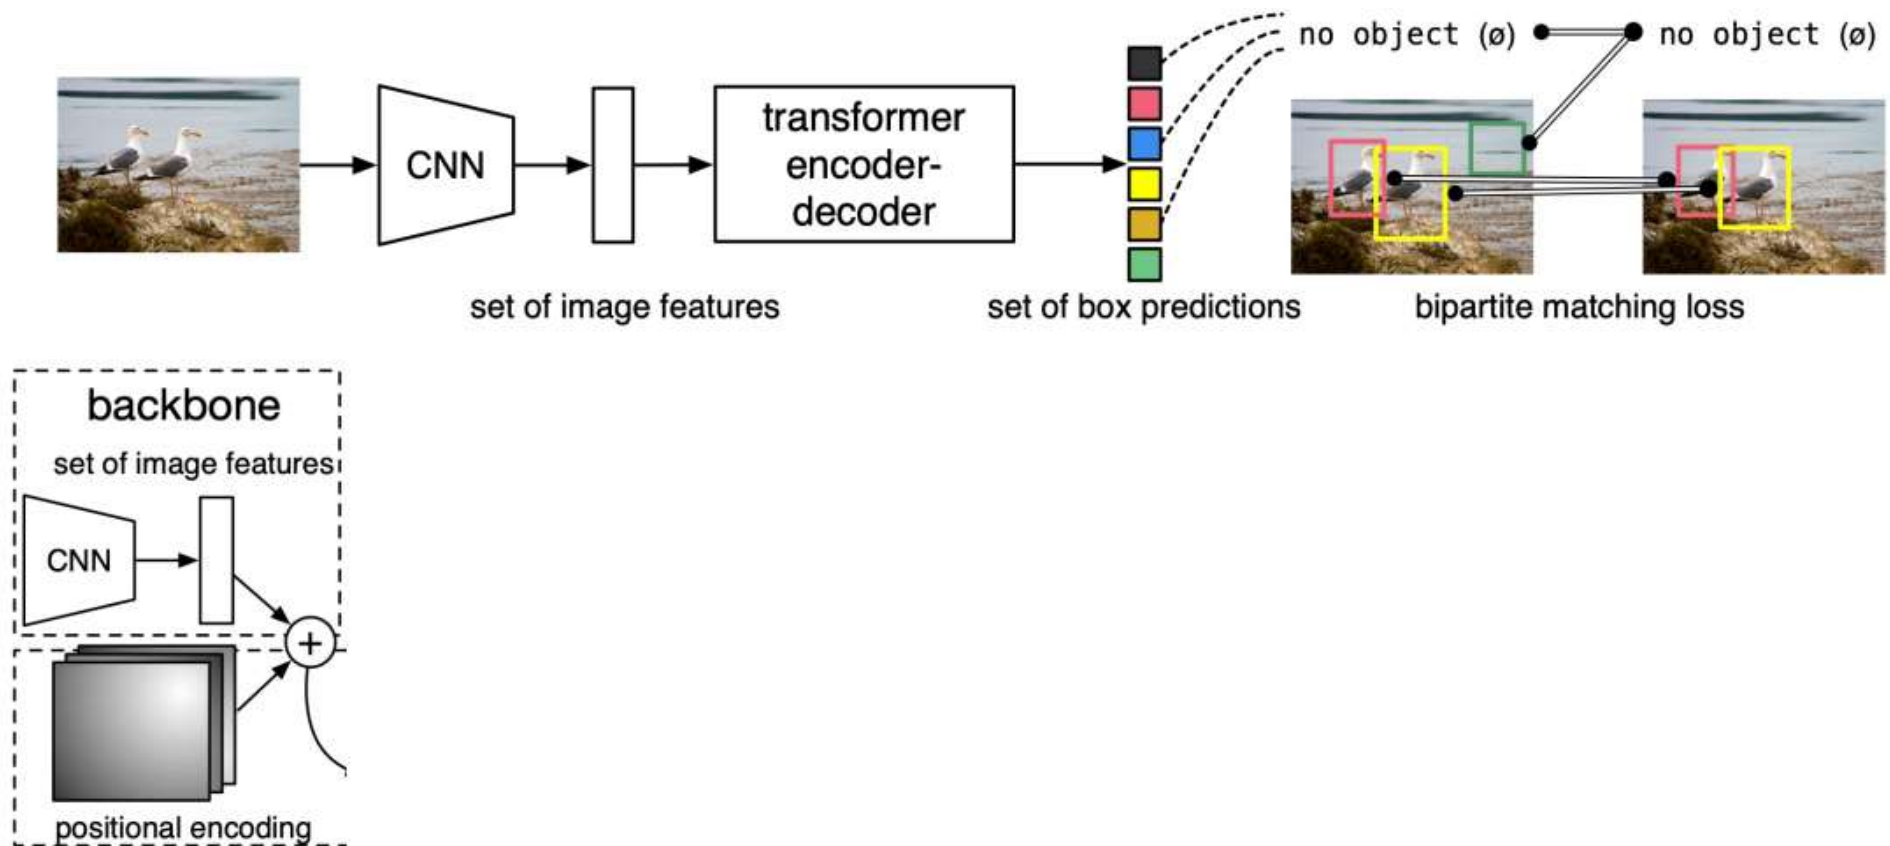 no object (ø)
no object (ø)
CNN
transformer
encoder-
decoder
set of image features
set of box predictions
bipartite matching loss
backbone
set of image features
CNN
+
positional encoding